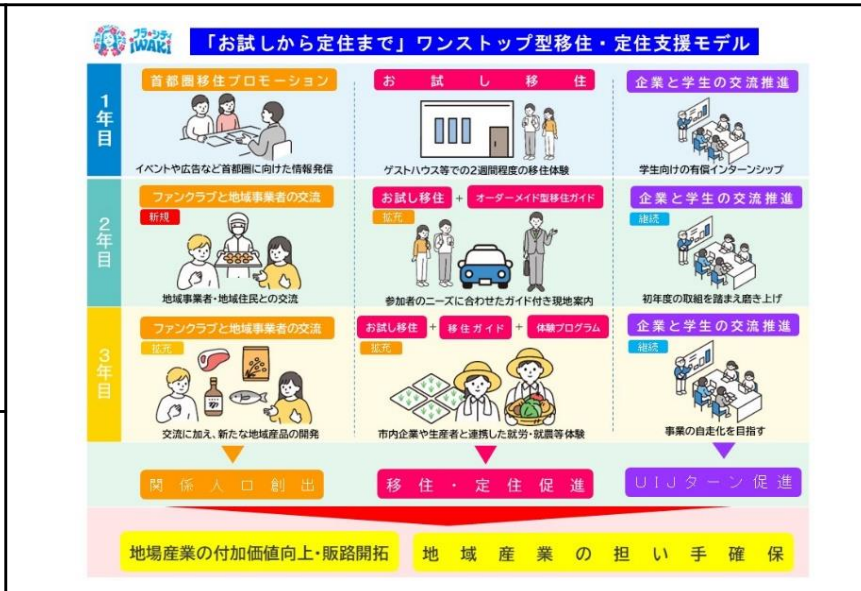 フラ・シティ
IWAKI
「お試しから定住まで」ワンストップ型移住・定住支援モデル
1年目
首都圏移住プロモーション
イベントや広告など首都圏に向けた情報発信
お試し移住
ゲストハウス等での2週間程度の移住体験
企業と学生の交流推進
学生向けの有償インターンシップ
2年目
ファンクラブと地域事業者の交流
新規
地域事業者・地域住民との交流
お試し移住 + オーダーメイド型移住ガイド
拡充
参加者のニーズに合わせたガイド付き現地案内
企業と学生の交流推進
継続
初年度の取組を踏まえ磨き上げ
3年目
ファンクラブと地域事業者の交流
拡充
交流に加え、新たな地域産品の開発
お試し移住 + 移住ガイド + 体験プログラム
拡充
市内企業や生産者と連携した就労・就農等体験
企業と学生の交流推進
継続
事業の自走化を目指す
関係人口創出
移住・定住促進
UIJターン促進
地場産業の付加価値向上・販路開拓
地域産業の担い手確保